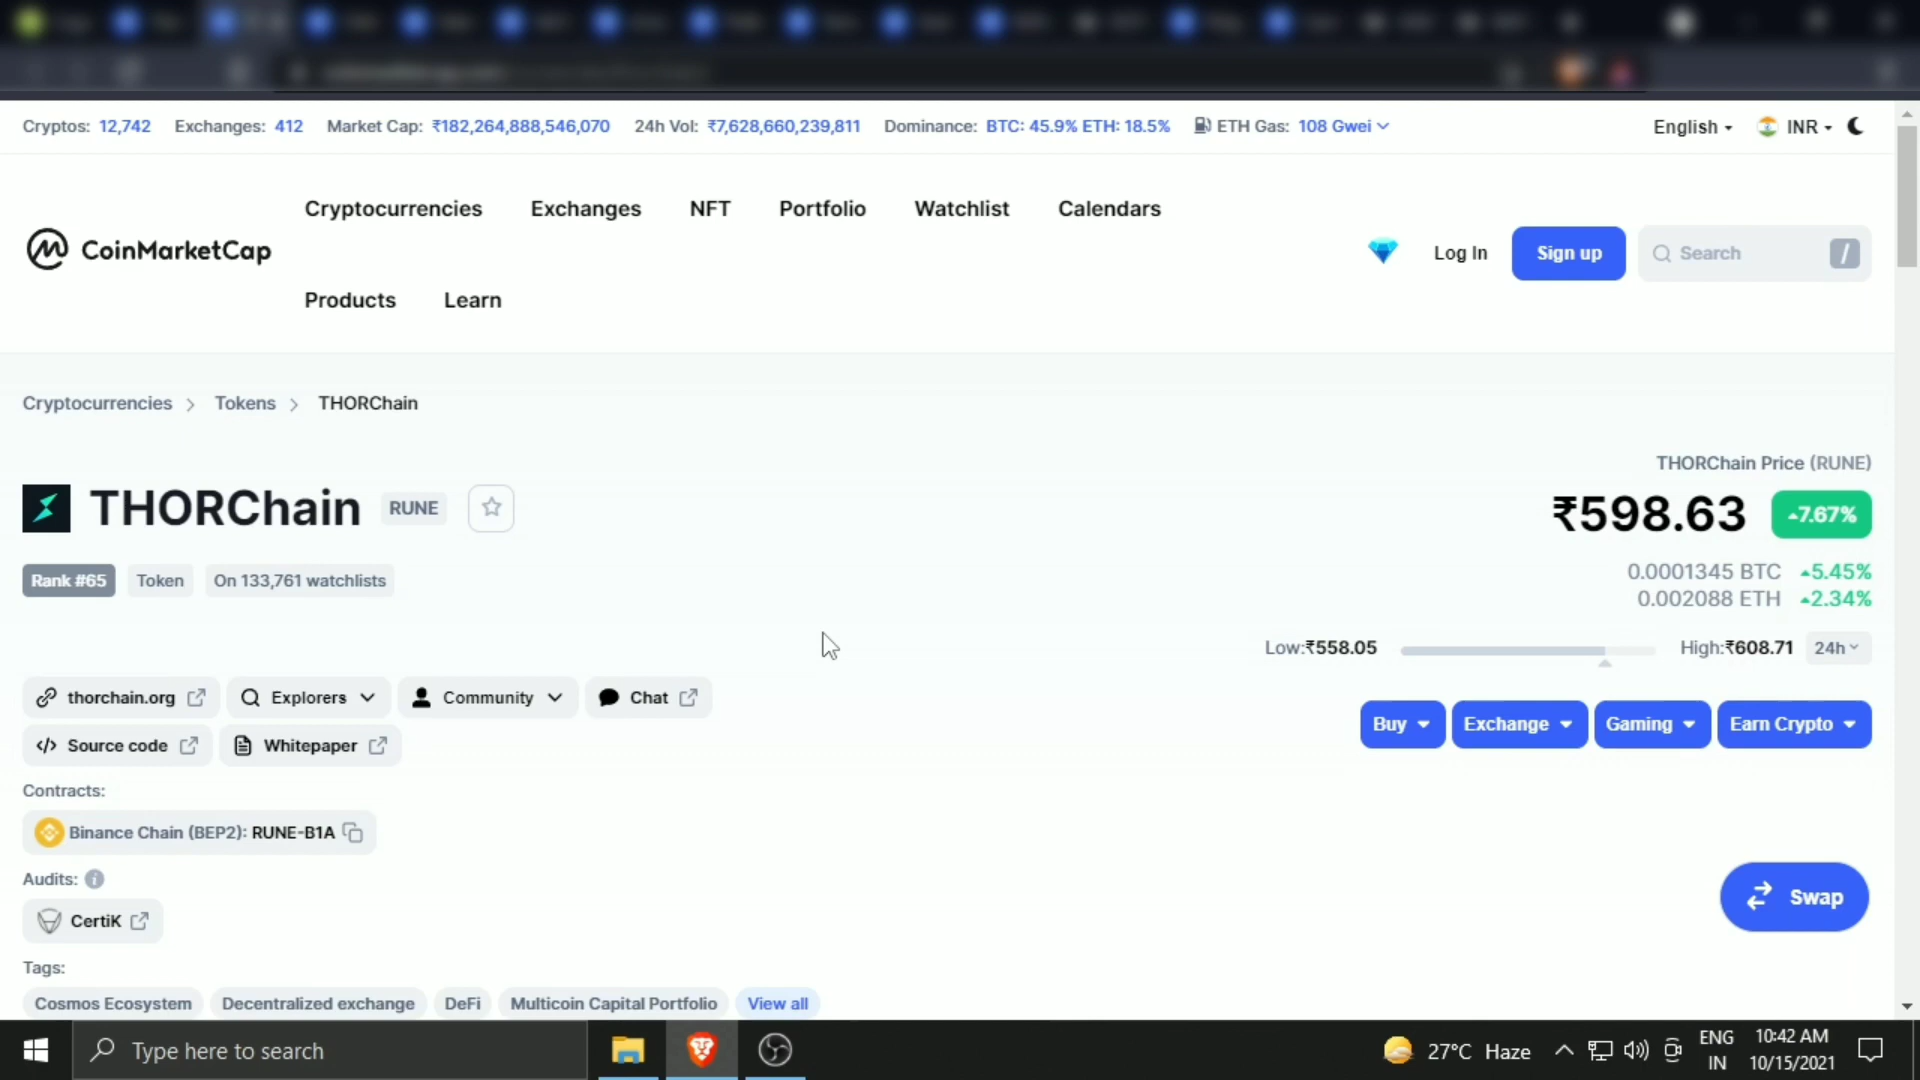 Cryptos: 12,742 Exchanges: 412 Market Cap: ₹182,264,888,546,070 24h Vol: ₹7,628,660,239,811 Dominance: BTC: 45.9% ETH: 18.5% ETH Gas: 108 Gwei English INR
Cryptocurrencies Exchanges NFT Portfolio Watchlist Calendars
CoinMarketCap Log In Sign up Search /
Products Learn
Cryptocurrencies > Tokens > THORChain
THORChain Price (RUNE)
THORChain RUNE ₹598.63 7.67%
Rank #65 Token On 133,761 watchlists 0.0001345 BTC 5.45%
0.002088 ETH 2.34%
Low:₹558.05 High:₹608.71 24h
thorchain.org Explorers Community Chat
Buy Exchange Gaming Earn Crypto
</> Source code Whitepaper
Contracts:
Binance Chain (BEP2): RUNE-B1A
Audits:
CertiK
Swap
Tags:
Cosmos Ecosystem Decentralized exchange DeFi Multicoin Capital Portfolio View all
Type here to search 27°C Haze ENG IN 10:42 AM 10/15/2021